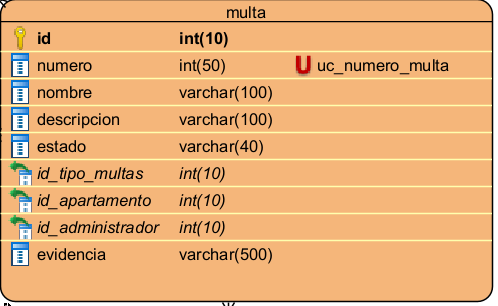 multa
id int(10)
numero int(50) U uc_numero_multa
nombre varchar(100)
descripcion varchar(100)
estado varchar(40)
id_tipo_multas int(10)
id_apartamento int(10)
id_administrador int(10)
evidencia varchar(500)